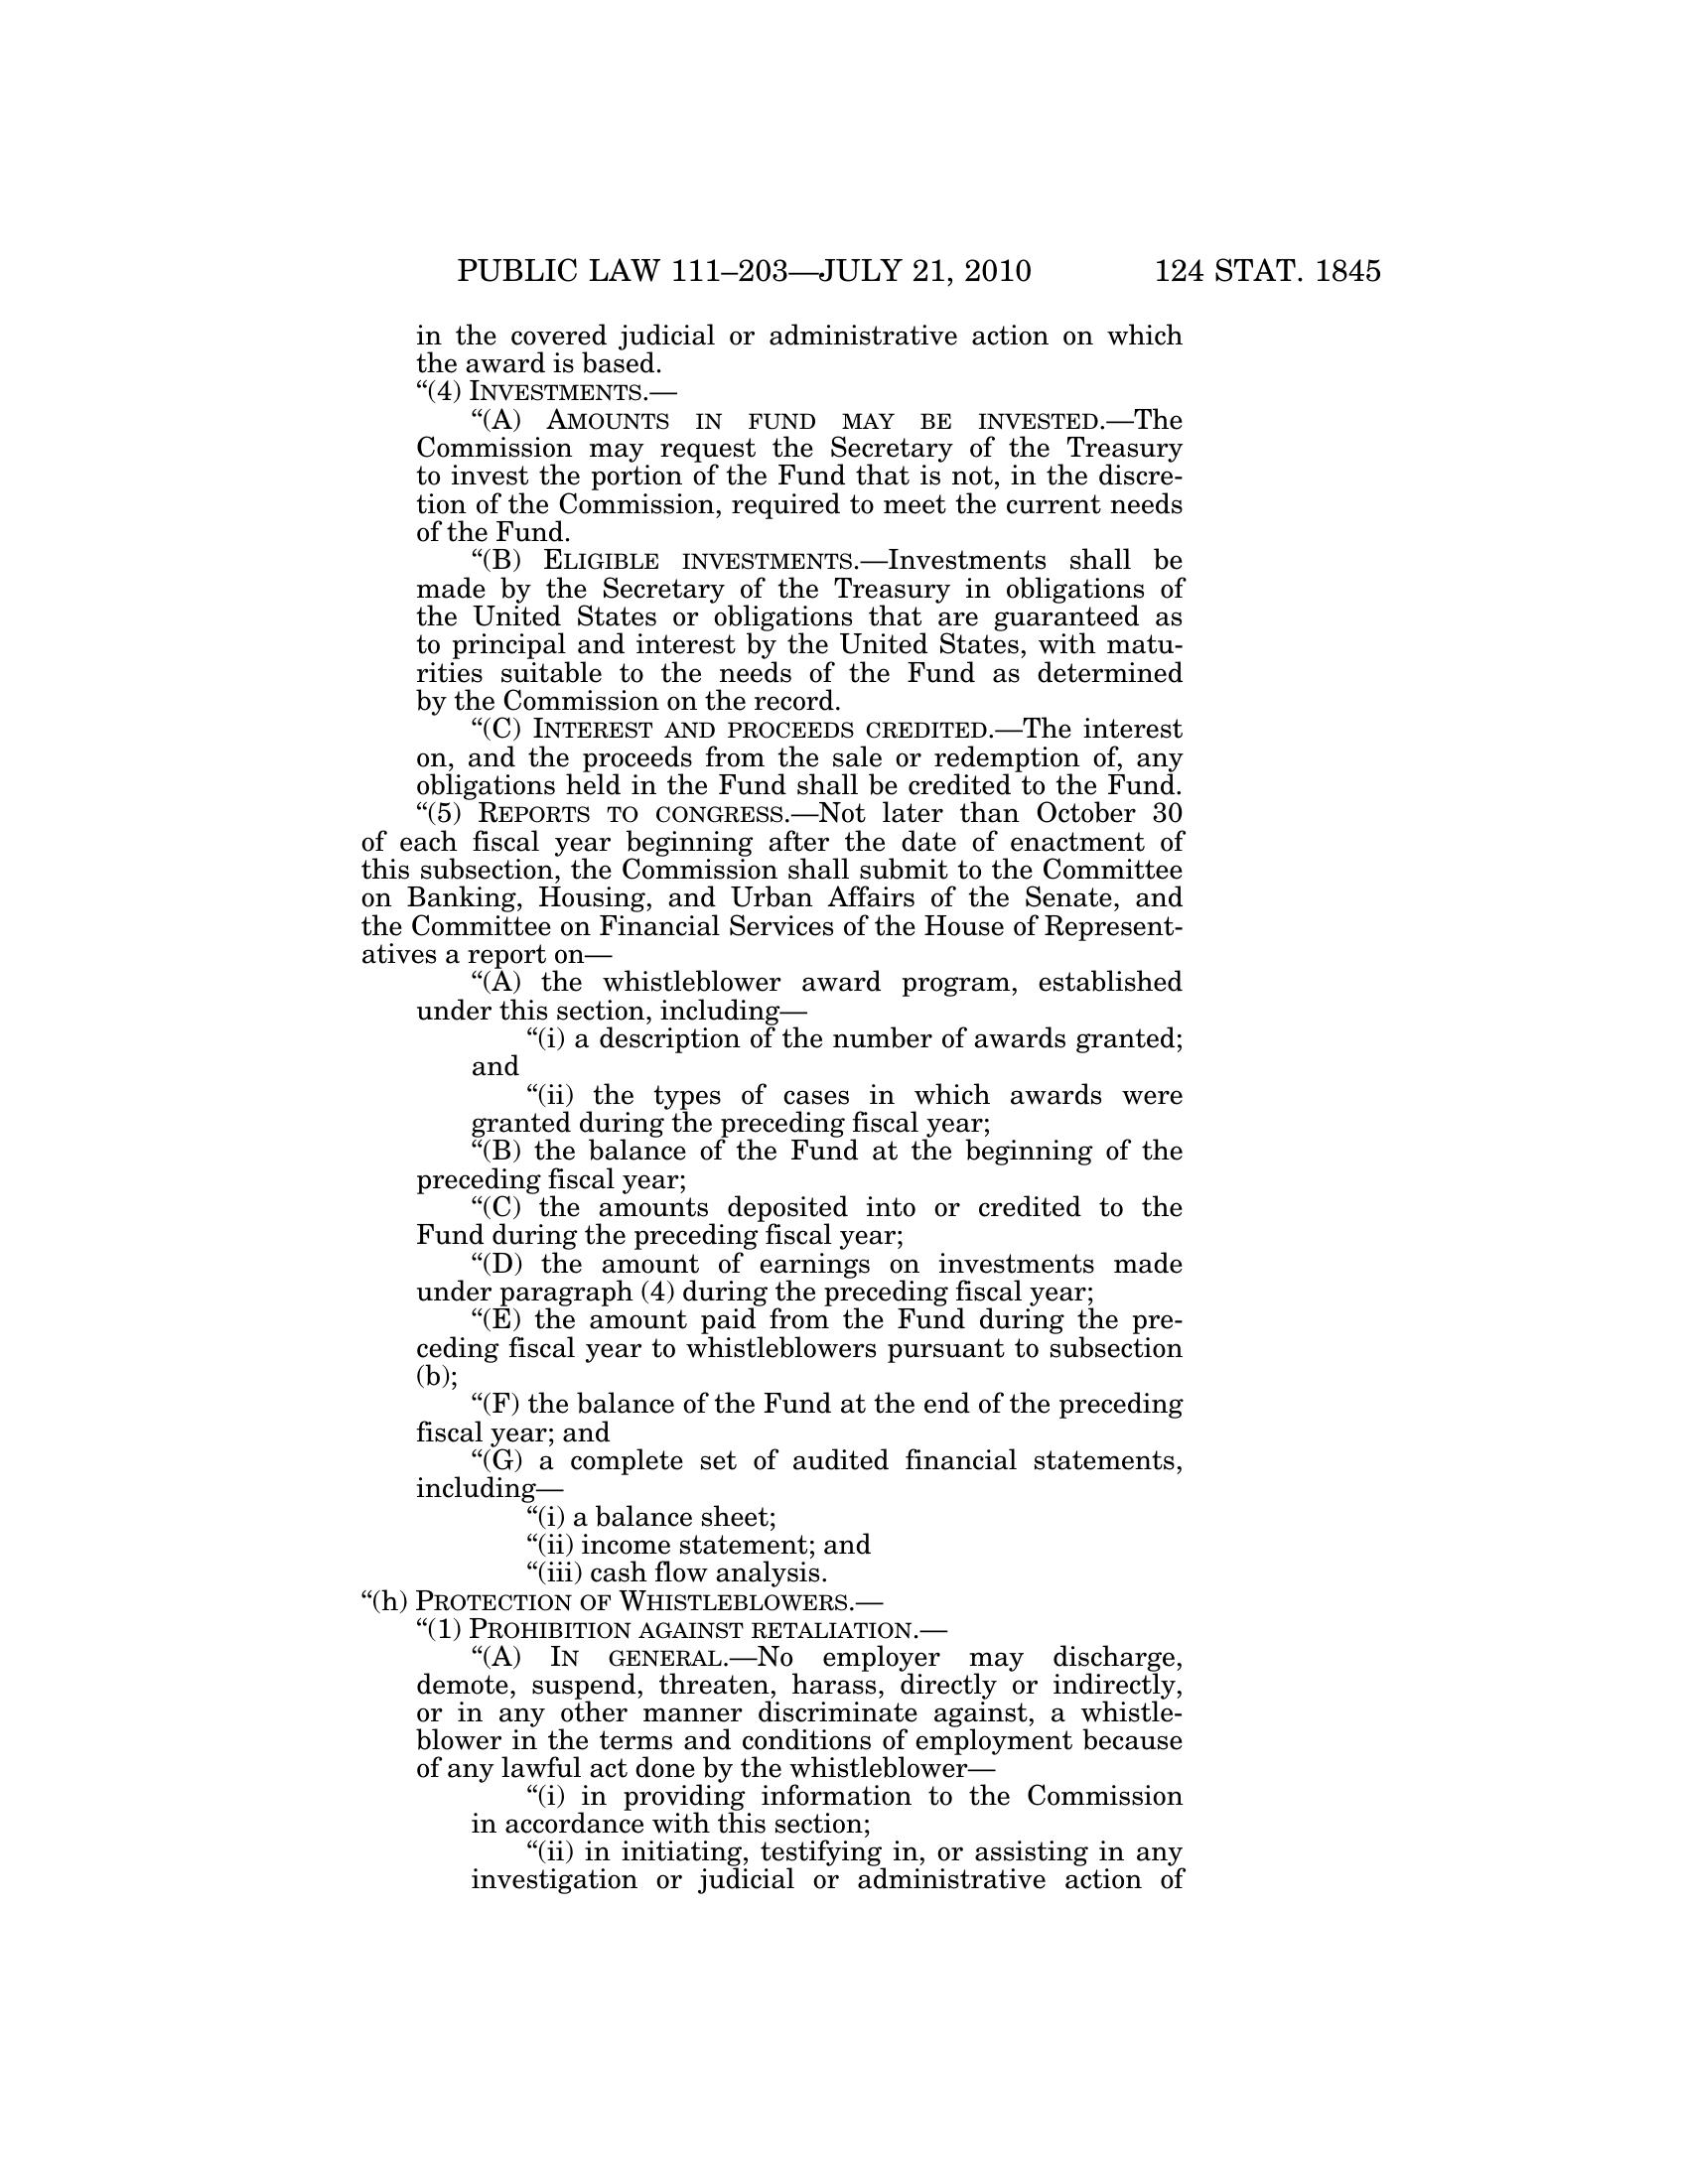 PUBLIC LAW 111–203—JULY 21, 2010 124 STAT. 1845
in the covered judicial or administrative action on which
the award is based.
“(4) INVESTMENTS.—
“(A) AMOUNTS IN FUND MAY BE INVESTED.—The
Commission may request the Secretary of the Treasury
to invest the portion of the Fund that is not, in the discre-
tion of the Commission, required to meet the current needs
of the Fund.
“(B) ELIGIBLE INVESTMENTS.—Investments shall be
made by the Secretary of the Treasury in obligations of
the United States or obligations that are guaranteed as
to principal and interest by the United States, with matu-
rities suitable to the needs of the Fund as determined
by the Commission on the record.
“(C) INTEREST AND PROCEEDS CREDITED.—The interest
on, and the proceeds from the sale or redemption of, any
obligations held in the Fund shall be credited to the Fund.
“(5) REPORTS TO CONGRESS.—Not later than October 30
of each fiscal year beginning after the date of enactment of
this subsection, the Commission shall submit to the Committee
on Banking, Housing, and Urban Affairs of the Senate, and
the Committee on Financial Services of the House of Represent-
atives a report on—
“(A) the whistleblower award program, established
under this section, including—
“(i) a description of the number of awards granted;
and
“(ii) the types of cases in which awards were
granted during the preceding fiscal year;
“(B) the balance of the Fund at the beginning of the
preceding fiscal year;
“(C) the amounts deposited into or credited to the
Fund during the preceding fiscal year;
“(D) the amount of earnings on investments made
under paragraph (4) during the preceding fiscal year;
“(E) the amount paid from the Fund during the pre-
ceding fiscal year to whistleblowers pursuant to subsection
(b);
“(F) the balance of the Fund at the end of the preceding
fiscal year; and
“(G) a complete set of audited financial statements,
including—
“(i) a balance sheet;
“(ii) income statement; and
“(iii) cash flow analysis.
“(h) PROTECTION OF WHISTLEBLOWERS.—
“(1) PROHIBITION AGAINST RETALIATION.—
“(A) IN GENERAL.—No employer may discharge,
demote, suspend, threaten, harass, directly or indirectly,
or in any other manner discriminate against, a whistle-
blower in the terms and conditions of employment because
of any lawful act done by the whistleblower—
“(i) in providing information to the Commission
in accordance with this section;
“(ii) in initiating, testifying in, or assisting in any
investigation or judicial or administrative action of